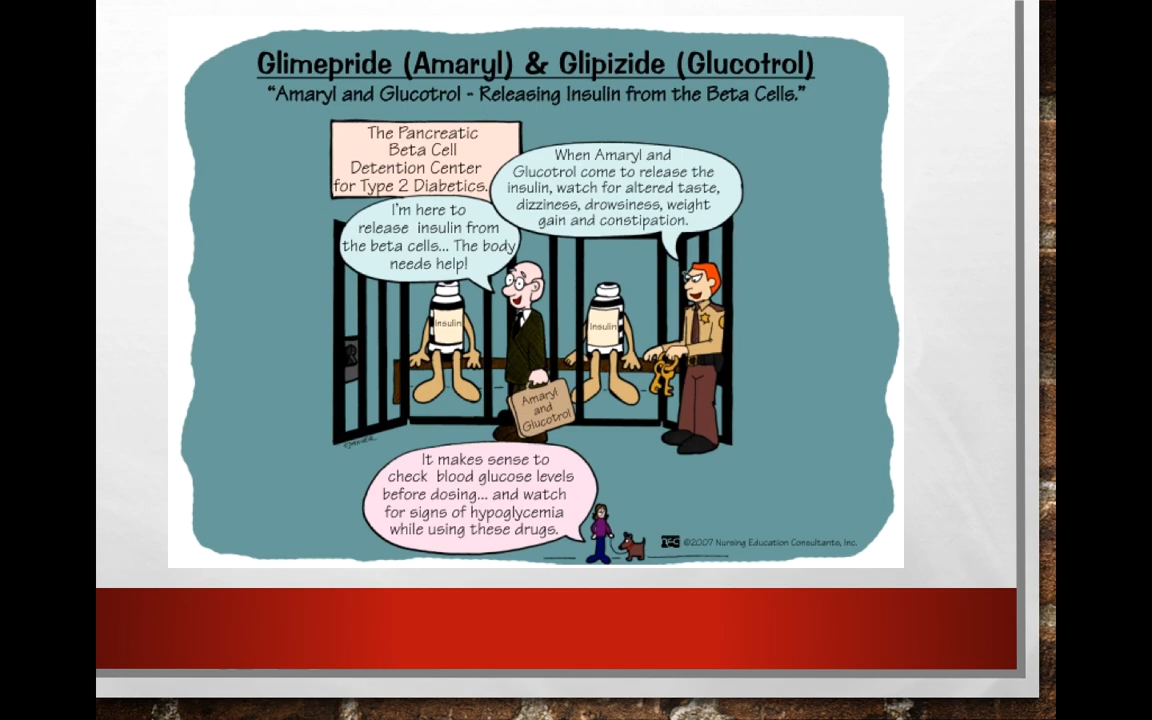 Glimepride (Amaryl) & Glipizide (Glucotrol)
"Amaryl and Glucotrol - Releasing Insulin from the Beta Cells."
The Pancreatic
Beta Cell
Detention Center
for Type 2 Diabetics.
When Amaryl and
Glucotrol come to release the
insulin, watch for altered taste,
dizziness, drowsiness, weight
gain and constipation.
I'm here to
release insulin from
the beta cells... The body
needs help!
Insulin
Insulin
Amaryl
and
Glucotrol
It makes sense to
check blood glucose levels
before dosing... and watch
for signs of hypoglycemia
while using these drugs.
©2007 Nursing Education Consultants, Inc.